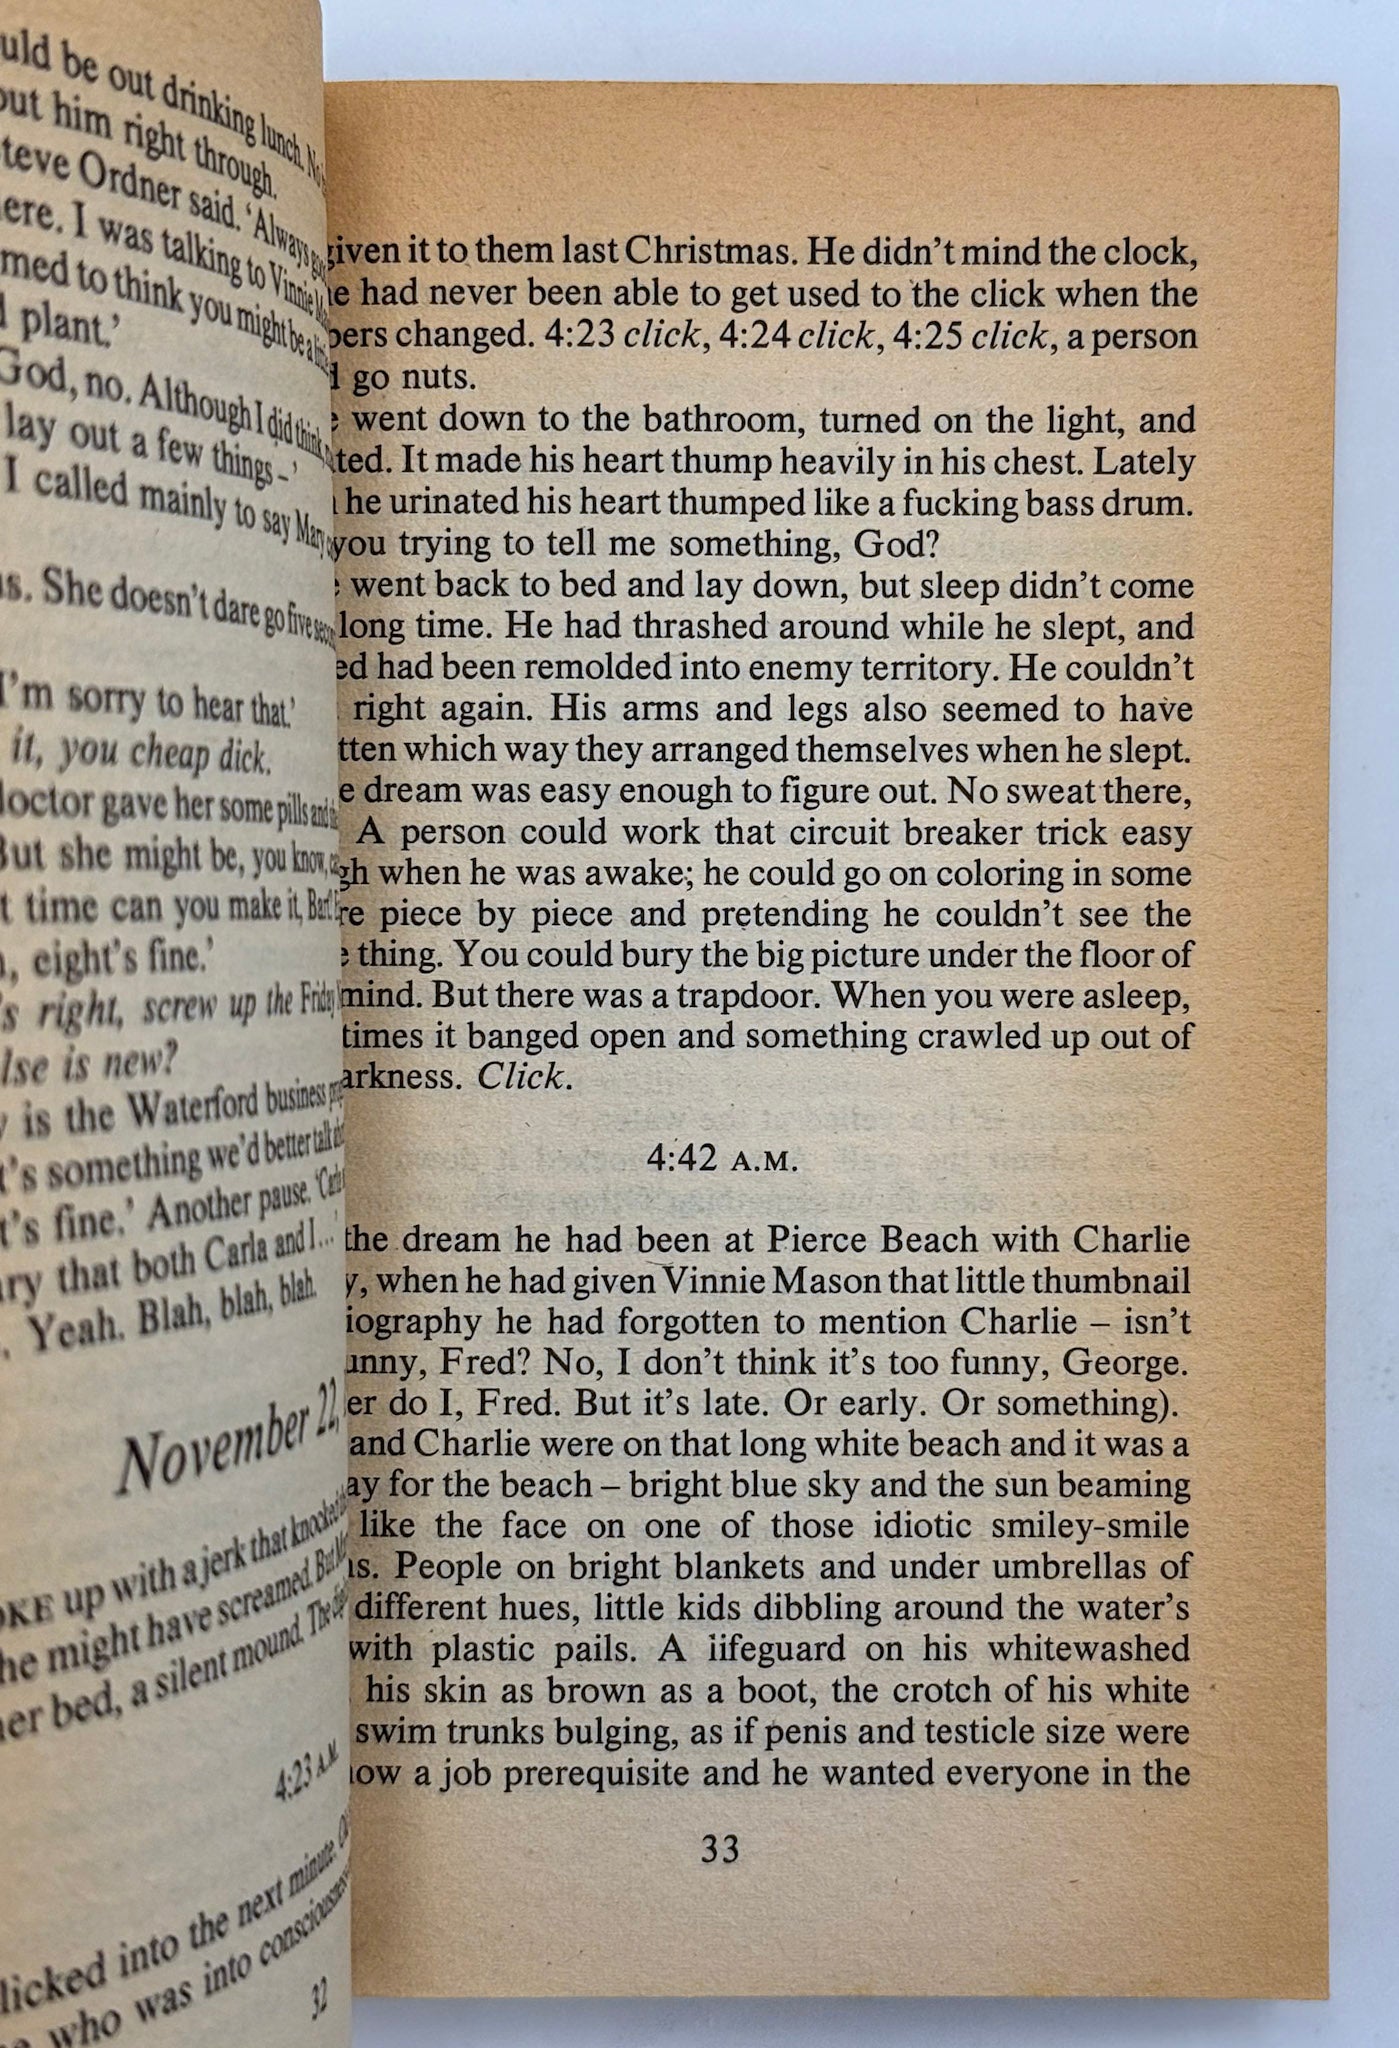 be out drinking lunch.
him right through.
Ordner said. 'Always
I was talking to Vinnie
to think you might be a
plant.'
God, no. Although I did think
lay out a few things –'
I called mainly to say Mary
She doesn't dare go five
I'm sorry to hear that.'
it, you cheap dick.
gave her some pills and
But she might be, you know,
time can you make it, Bart?
eight's fine.'
right, screw up the Friday
is new?
is the Waterford business
something we'd better talk
fine.' Another pause. 'Carla
that both Carla and I...'
Yeah. Blah, blah, blah.
November 22,
up with a jerk that knocked
he might have screamed. But
bed, a silent mound. The
4:23 A.M.
into the next minute.
who was into consciousness
32
given it to them last Christmas. He didn't mind the clock,
had never been able to get used to the click when the
changed. 4:23 click, 4:24 click, 4:25 click, a person
go nuts.
went down to the bathroom, turned on the light, and
It made his heart thump heavily in his chest. Lately
he urinated his heart thumped like a fucking bass drum.
you trying to tell me something, God?
went back to bed and lay down, but sleep didn't come
long time. He had thrashed around while he slept, and
had been remolded into enemy territory. He couldn't
right again. His arms and legs also seemed to have
which way they arranged themselves when he slept.
dream was easy enough to figure out. No sweat there,
A person could work that circuit breaker trick easy
when he was awake; he could go on coloring in some
piece by piece and pretending he couldn't see the
thing. You could bury the big picture under the floor of
mind. But there was a trapdoor. When you were asleep,
times it banged open and something crawled up out of
arkness. Click.
4:42 A.M.
the dream he had been at Pierce Beach with Charlie
when he had given Vinnie Mason that little thumbnail
iography he had forgotten to mention Charlie – isn't
unny, Fred? No, I don't think it's too funny, George.
do I, Fred. But it's late. Or early. Or something).
and Charlie were on that long white beach and it was a
for the beach – bright blue sky and the sun beaming
like the face on one of those idiotic smiley-smile
People on bright blankets and under umbrellas of
different hues, little kids dibbling around the water's
with plastic pails. A iifeguard on his whitewashed
his skin as brown as a boot, the crotch of his white
swim trunks bulging, as if penis and testicle size were
a job prerequisite and he wanted everyone in the
33